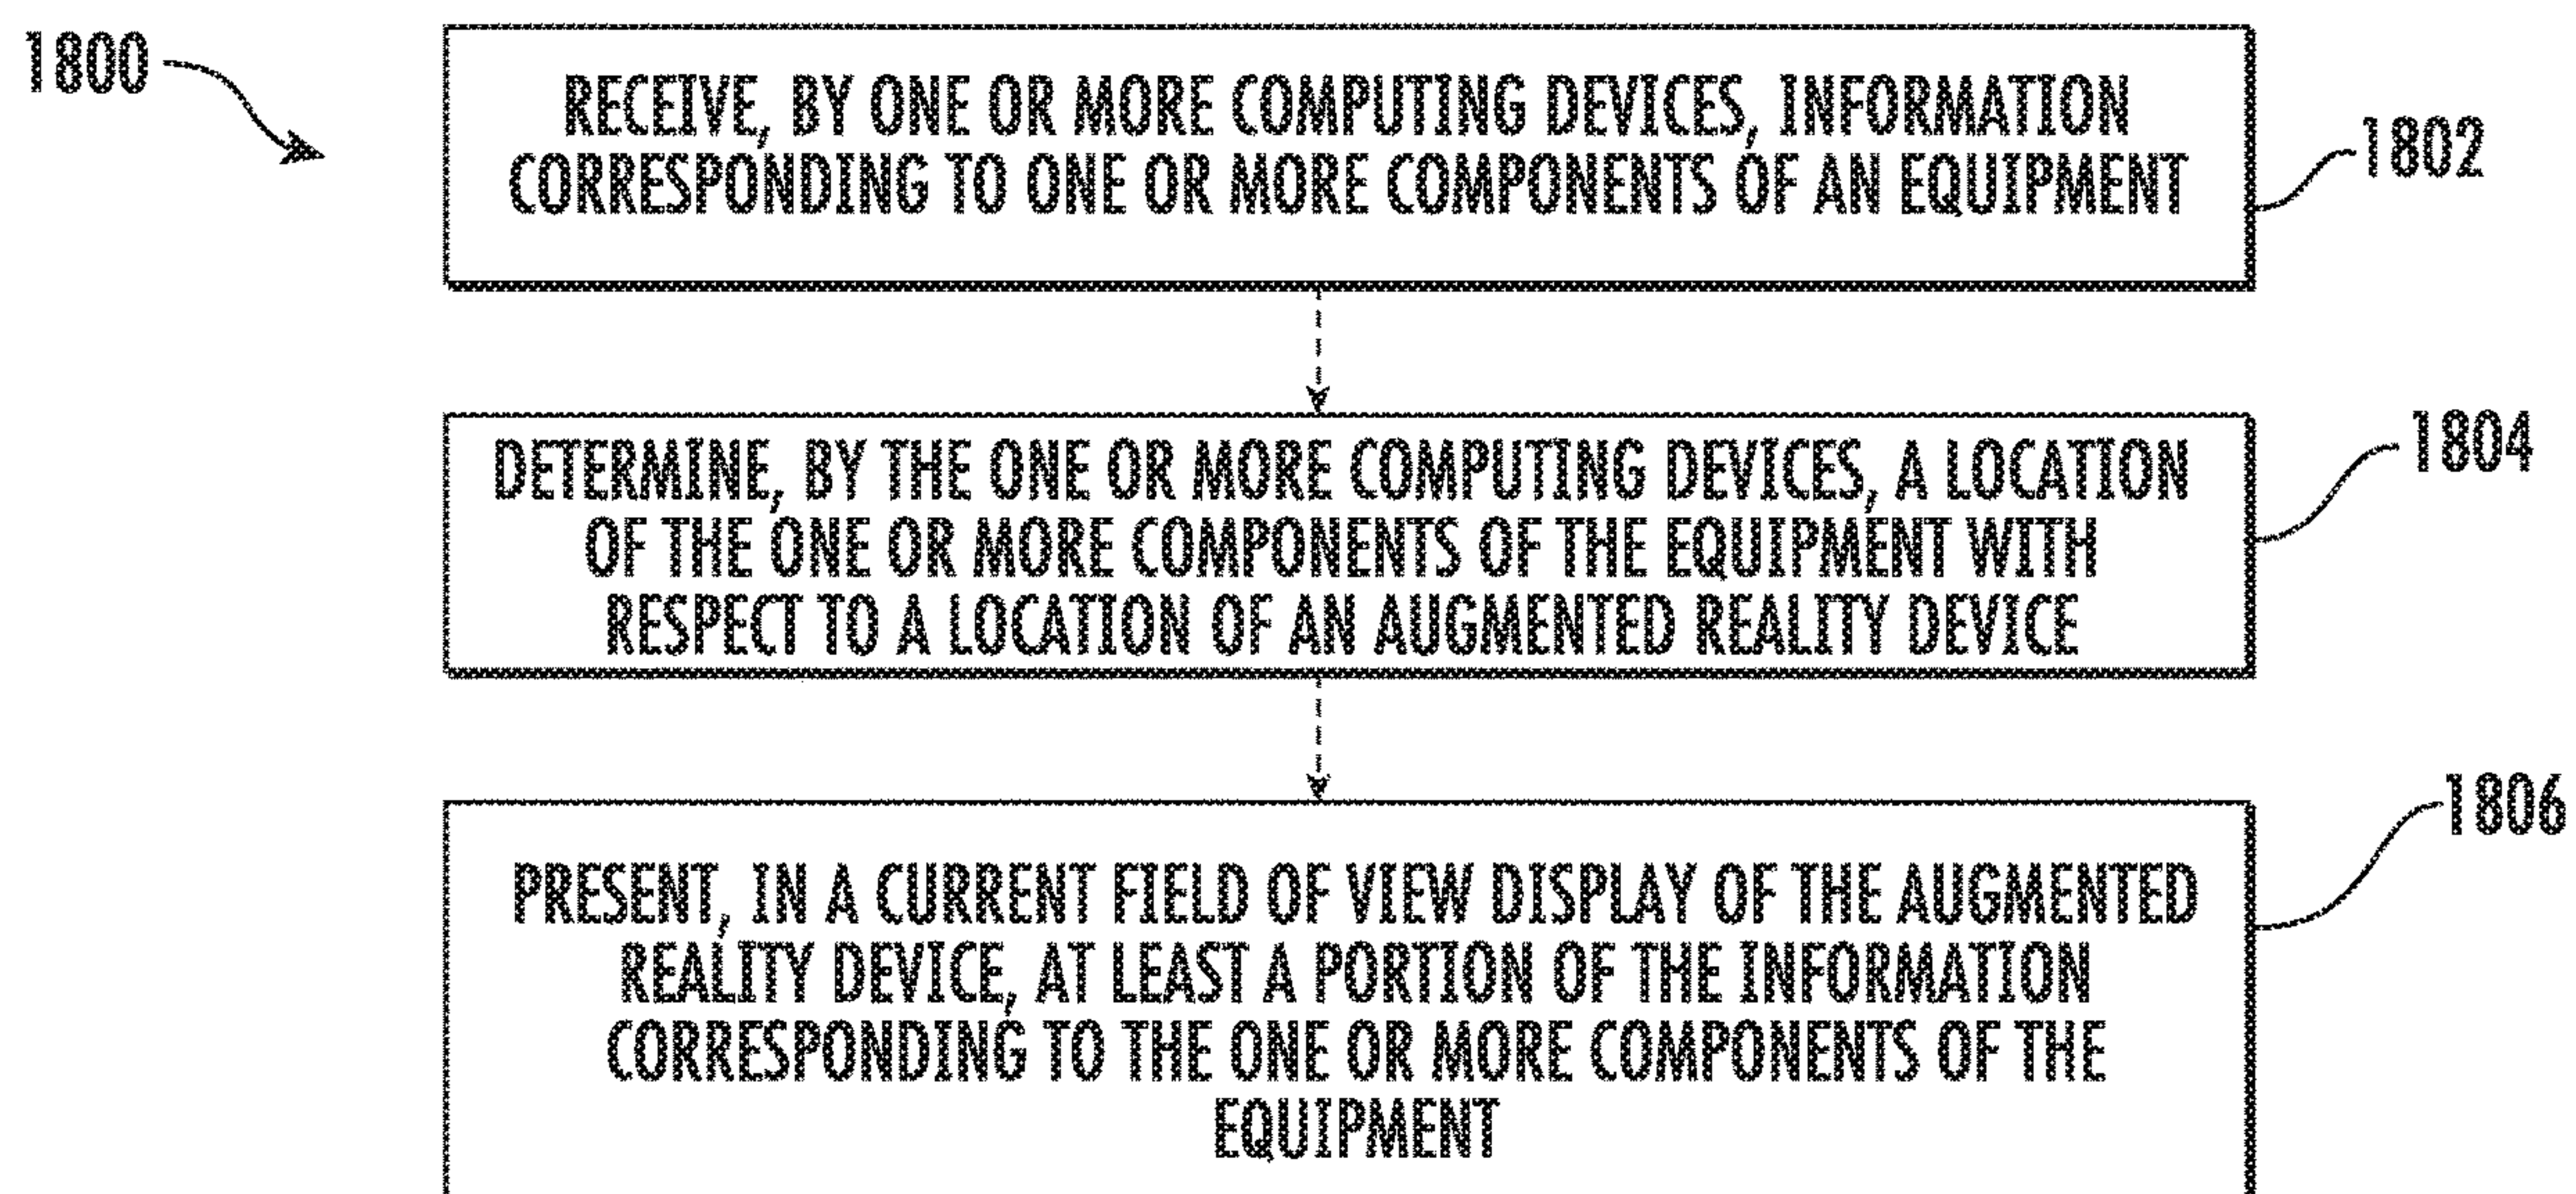 1800
RECEIVE, BY ONE OR MORE COMPUTING DEVICES, INFORMATION
CORRESPONDING TO ONE OR MORE COMPONENTS OF AN EQUIPMENT
1802
DETERMINE, BY THE ONE OR MORE COMPUTING DEVICES, A LOCATION
OF THE ONE OR MORE COMPONENTS OF THE EQUIPMENT WITH
RESPECT TO A LOCATION OF AN AUGMENTED REALITY DEVICE
1804
PRESENT, IN A CURRENT FIELD OF VIEW DISPLAY OF THE AUGMENTED
REALITY DEVICE, AT LEAST A PORTION OF THE INFORMATION
CORRESPONDING TO THE ONE OR MORE COMPONENTS OF THE
EQUIPMENT
1806